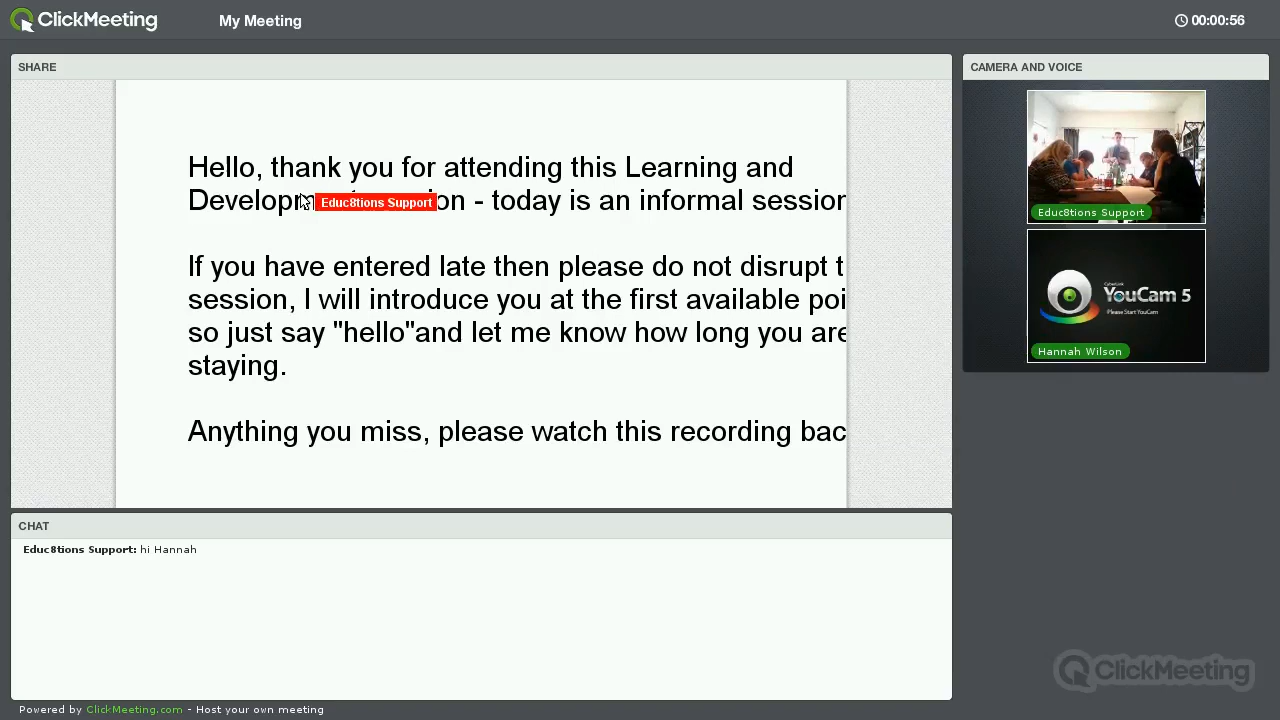 ClickMeeting
My Meeting
00:00:56
SHARE
Hello, thank you for attending this Learning and
Educ8tions Support
on - today is an informal session
If you have entered late then please do not disrupt t
session, I will introduce you at the first available poi
so just say "hello"and let me know how long you are
staying.
Anything you miss, please watch this recording bac
CAMERA AND VOICE
Educ8tions Support
CyberLink
YouCam 5
Please Start YouCam
Hannah Wilson
CHAT
Educ8tions Support: hi Hannah
ClickMeeting
Powered by ClickMeeting.com - Host your own meeting